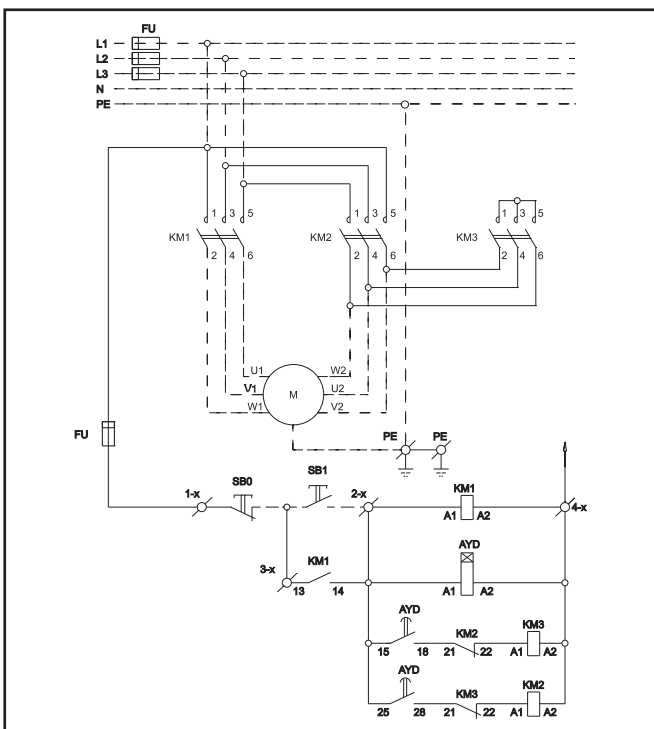 FU
L1
L2
L3
N
PE
1 3 5
1 3 5
1 3 5
KM1
KM2
KM3
2 4 6
2 4 6
2 4 6
U1 W2
V1 M U2
W1 V2
FU
PE PE
SB0 SB1
1-x 2-x KM1 4-x
A1 A2
3-x KM1 AYD
13 14 A1 A2
AYD KM2 KM3
15 18 21 22 A1 A2
AYD KM3 KM2
25 28 21 22 A1 A2